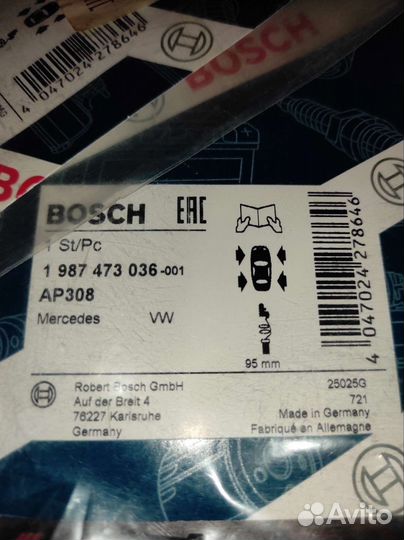 4 047024 278646
BOSCH
BOSCH
BOSCH
EAC
1 St/Pc
1 987 473 036-001
AP308
Mercedes VW
95 mm
4 047024 278646
Robert Bosch GmbH
Auf der Breit 4
76227 Karlsruhe
Germany
25025G
721
Made in Germany
Fabriqué en Allemagne
BOSCH
Avito